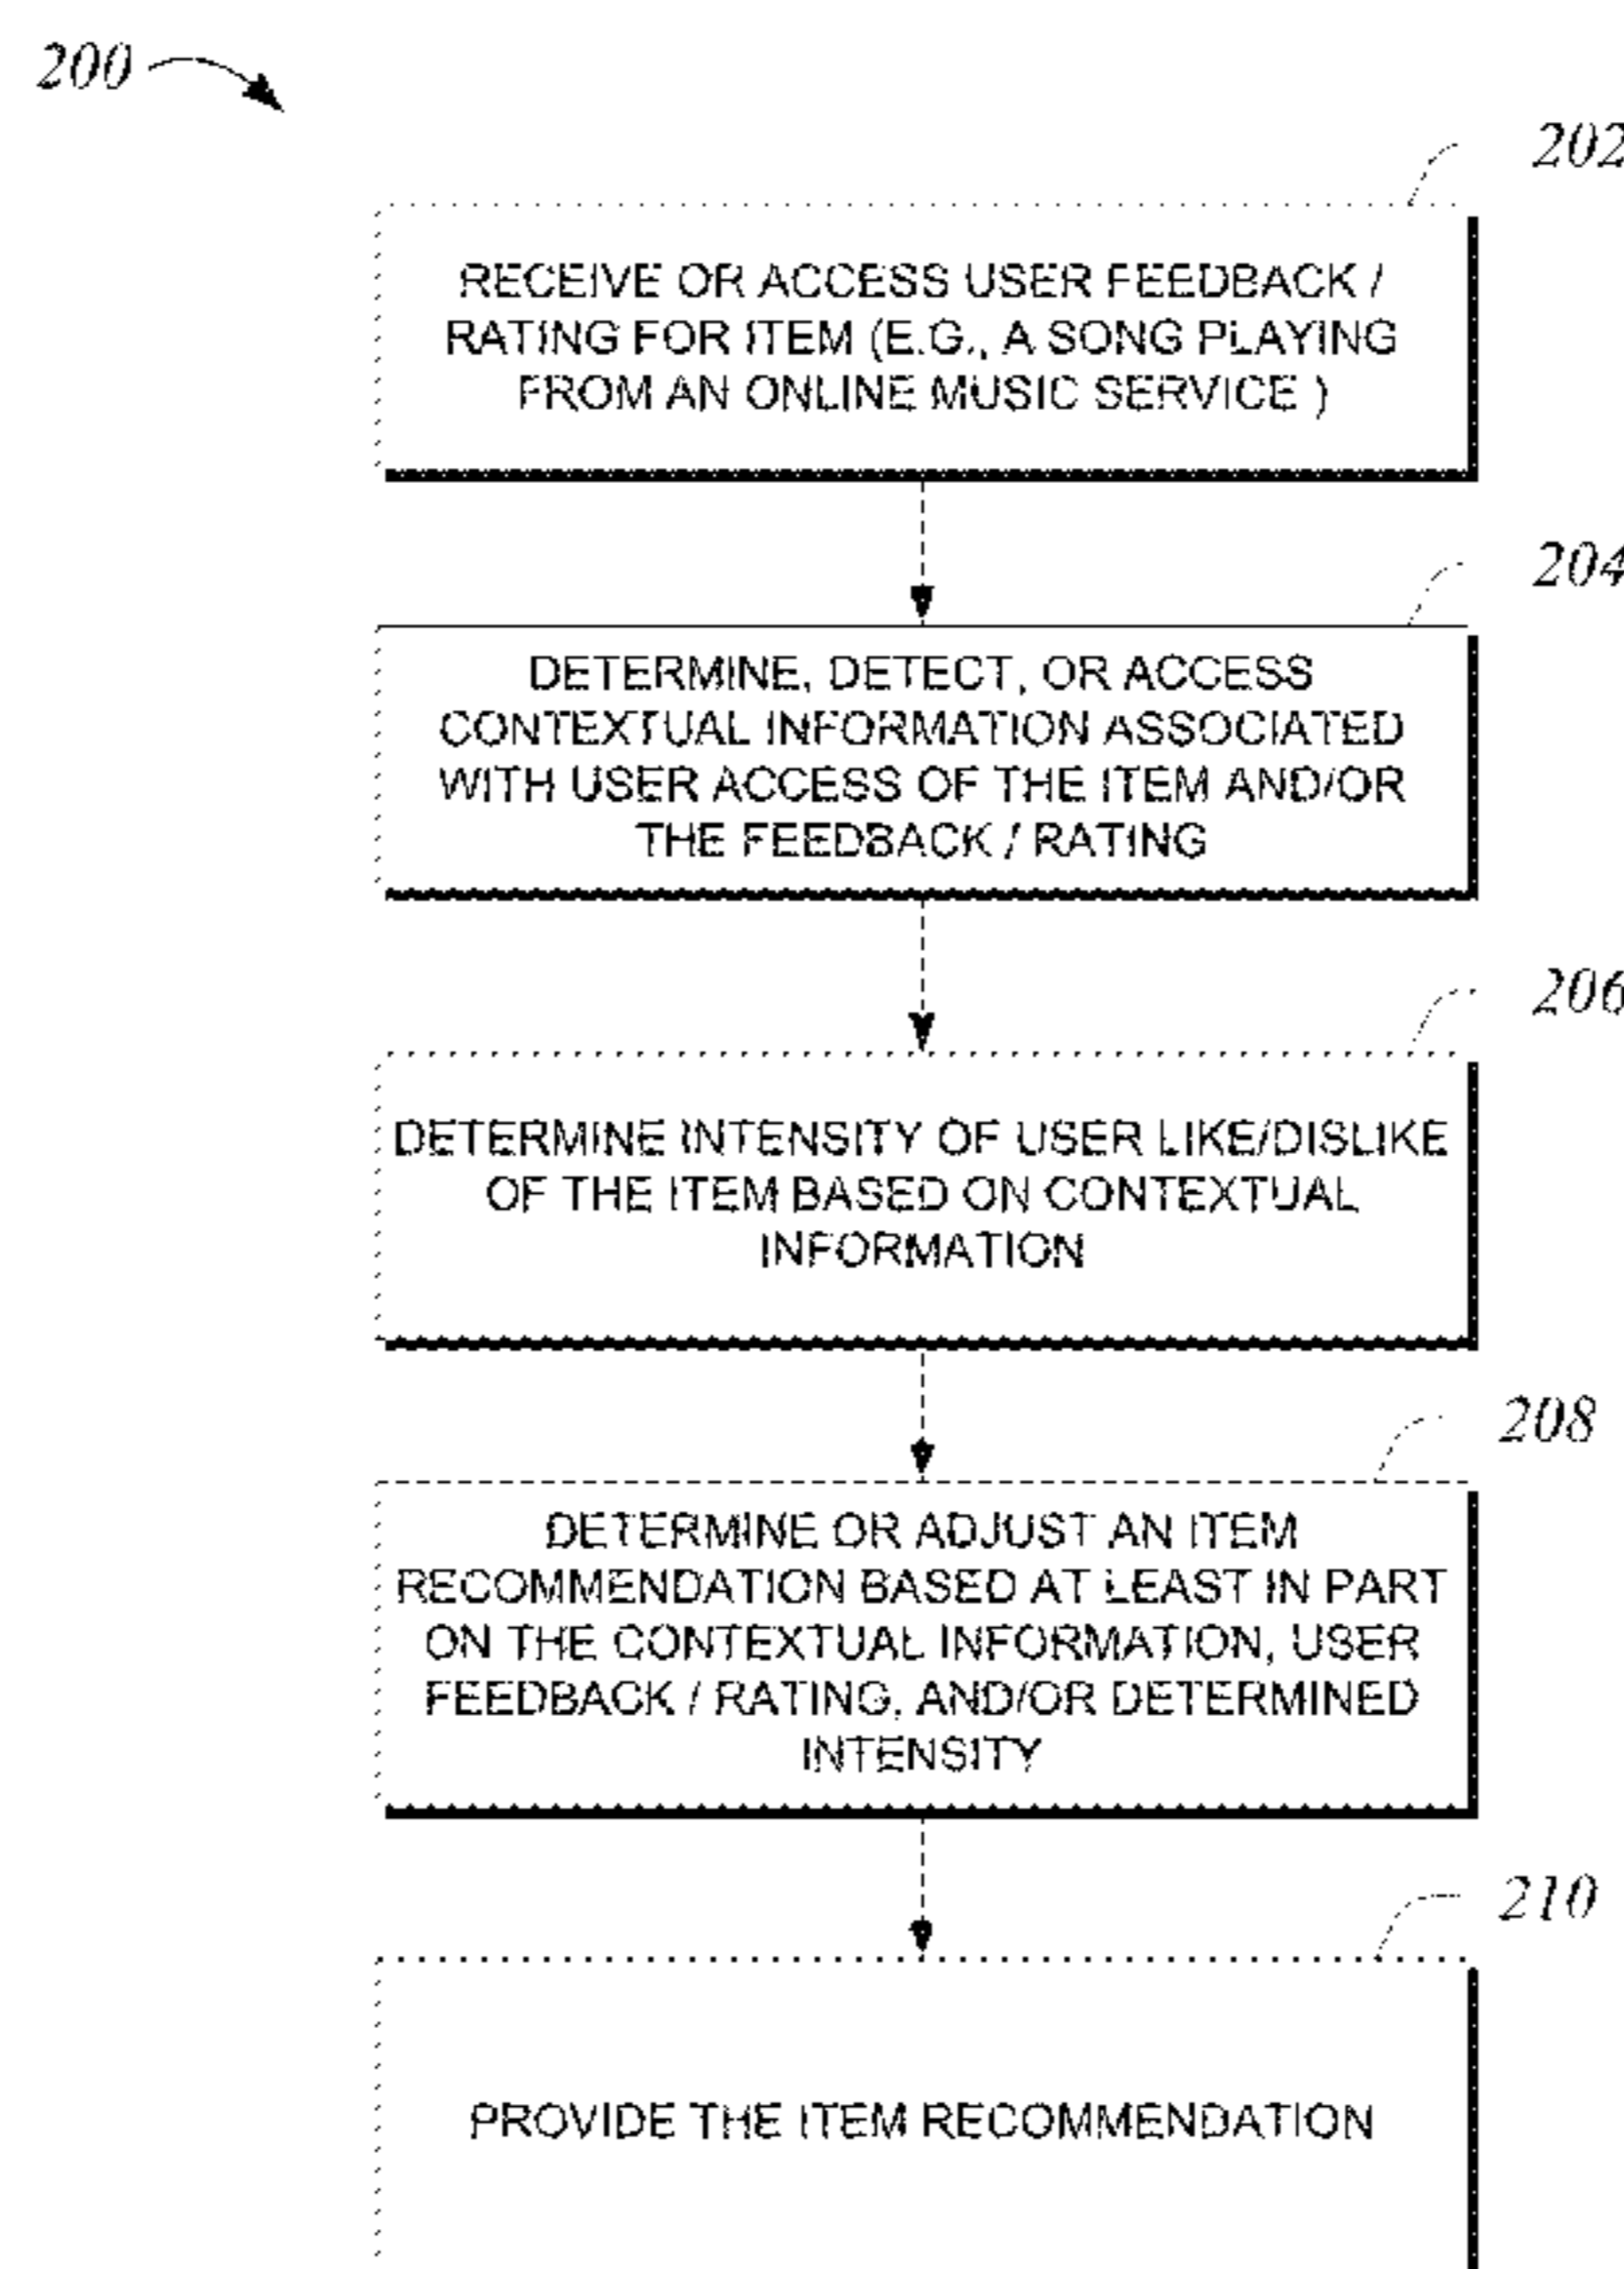 200
202
RECEIVE OR ACCESS USER FEEDBACK /
RATING FOR ITEM (E.G., A SONG PLAYING
FROM AN ONLINE MUSIC SERVICE )
204
DETERMINE, DETECT, OR ACCESS
CONTEXTUAL INFORMATION ASSOCIATED
WITH USER ACCESS OF THE ITEM AND/OR
THE FEEDBACK / RATING
206
DETERMINE INTENSITY OF USER LIKE/DISLIKE
OF THE ITEM BASED ON CONTEXTUAL
INFORMATION
208
DETERMINE OR ADJUST AN ITEM
RECOMMENDATION BASED AT LEAST IN PART
ON THE CONTEXTUAL INFORMATION, USER
FEEDBACK / RATING, AND/OR DETERMINED
INTENSITY
210
PROVIDE THE ITEM RECOMMENDATION